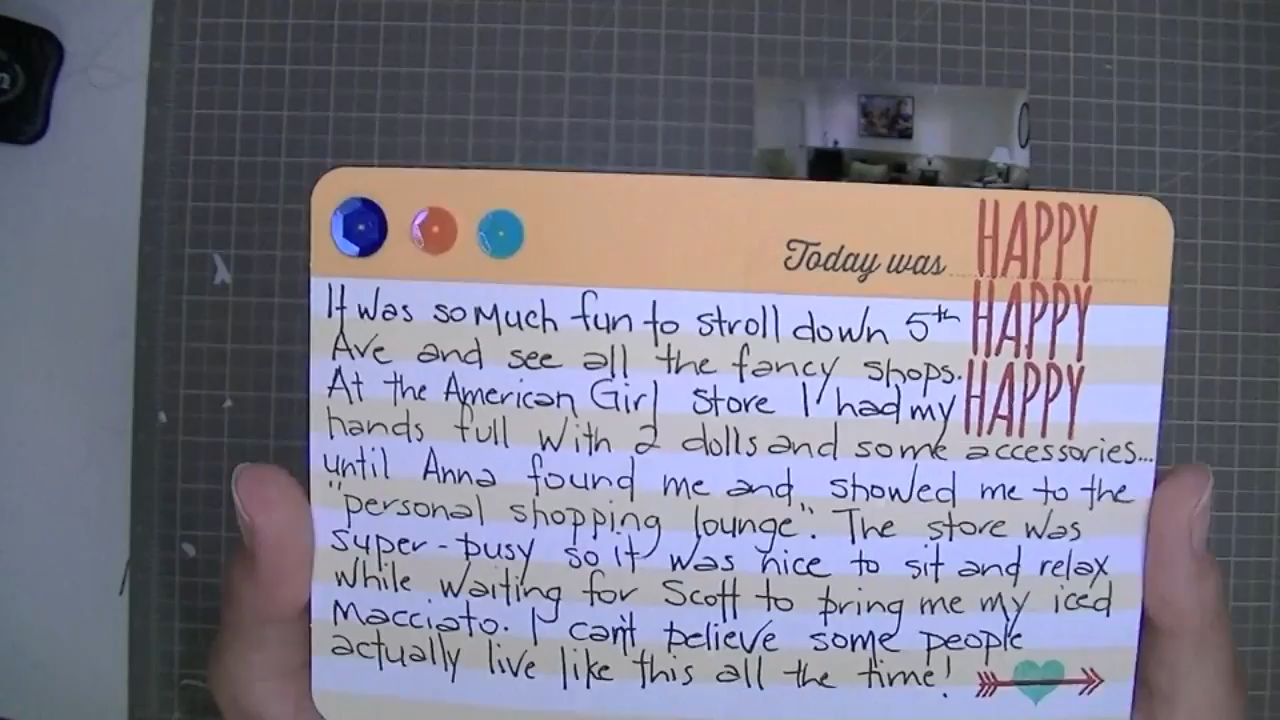 Today was HAPPY
It was so much fun to stroll down 5th HAPPY
Ave and see all the fancy shops.
At the American Girl store I had my HAPPY
hands full with 2 dolls and some accessories...
until Anna found me and showed me to the
"personal shopping lounge". The store was
super-busy so it was nice to sit and relax
while waiting for Scott to bring me my iced
Macciato. I can't believe some people
actually live like this all the time!